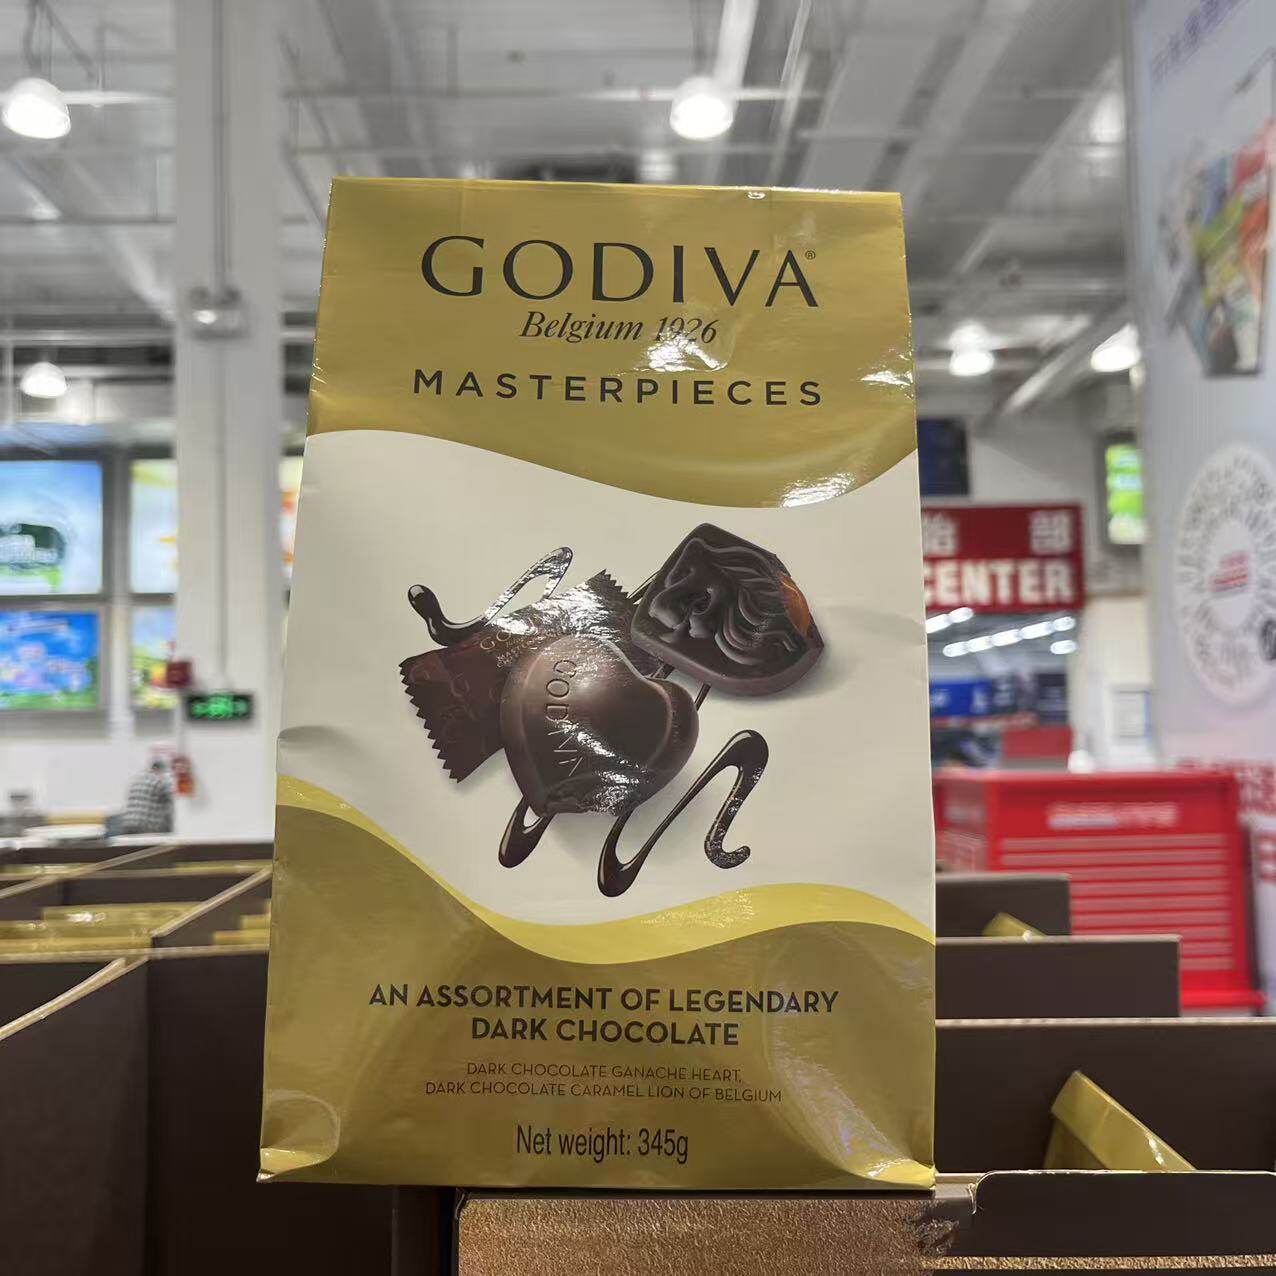 GODIVA®
Belgium 1926
MASTERPIECES
GODIVA
AN ASSORTMENT OF LEGENDARY
DARK CHOCOLATE
DARK CHOCOLATE GANACHE HEART,
DARK CHOCOLATE CARAMEL LION OF BELGIUM
Net weight: 345g
部
CENTER